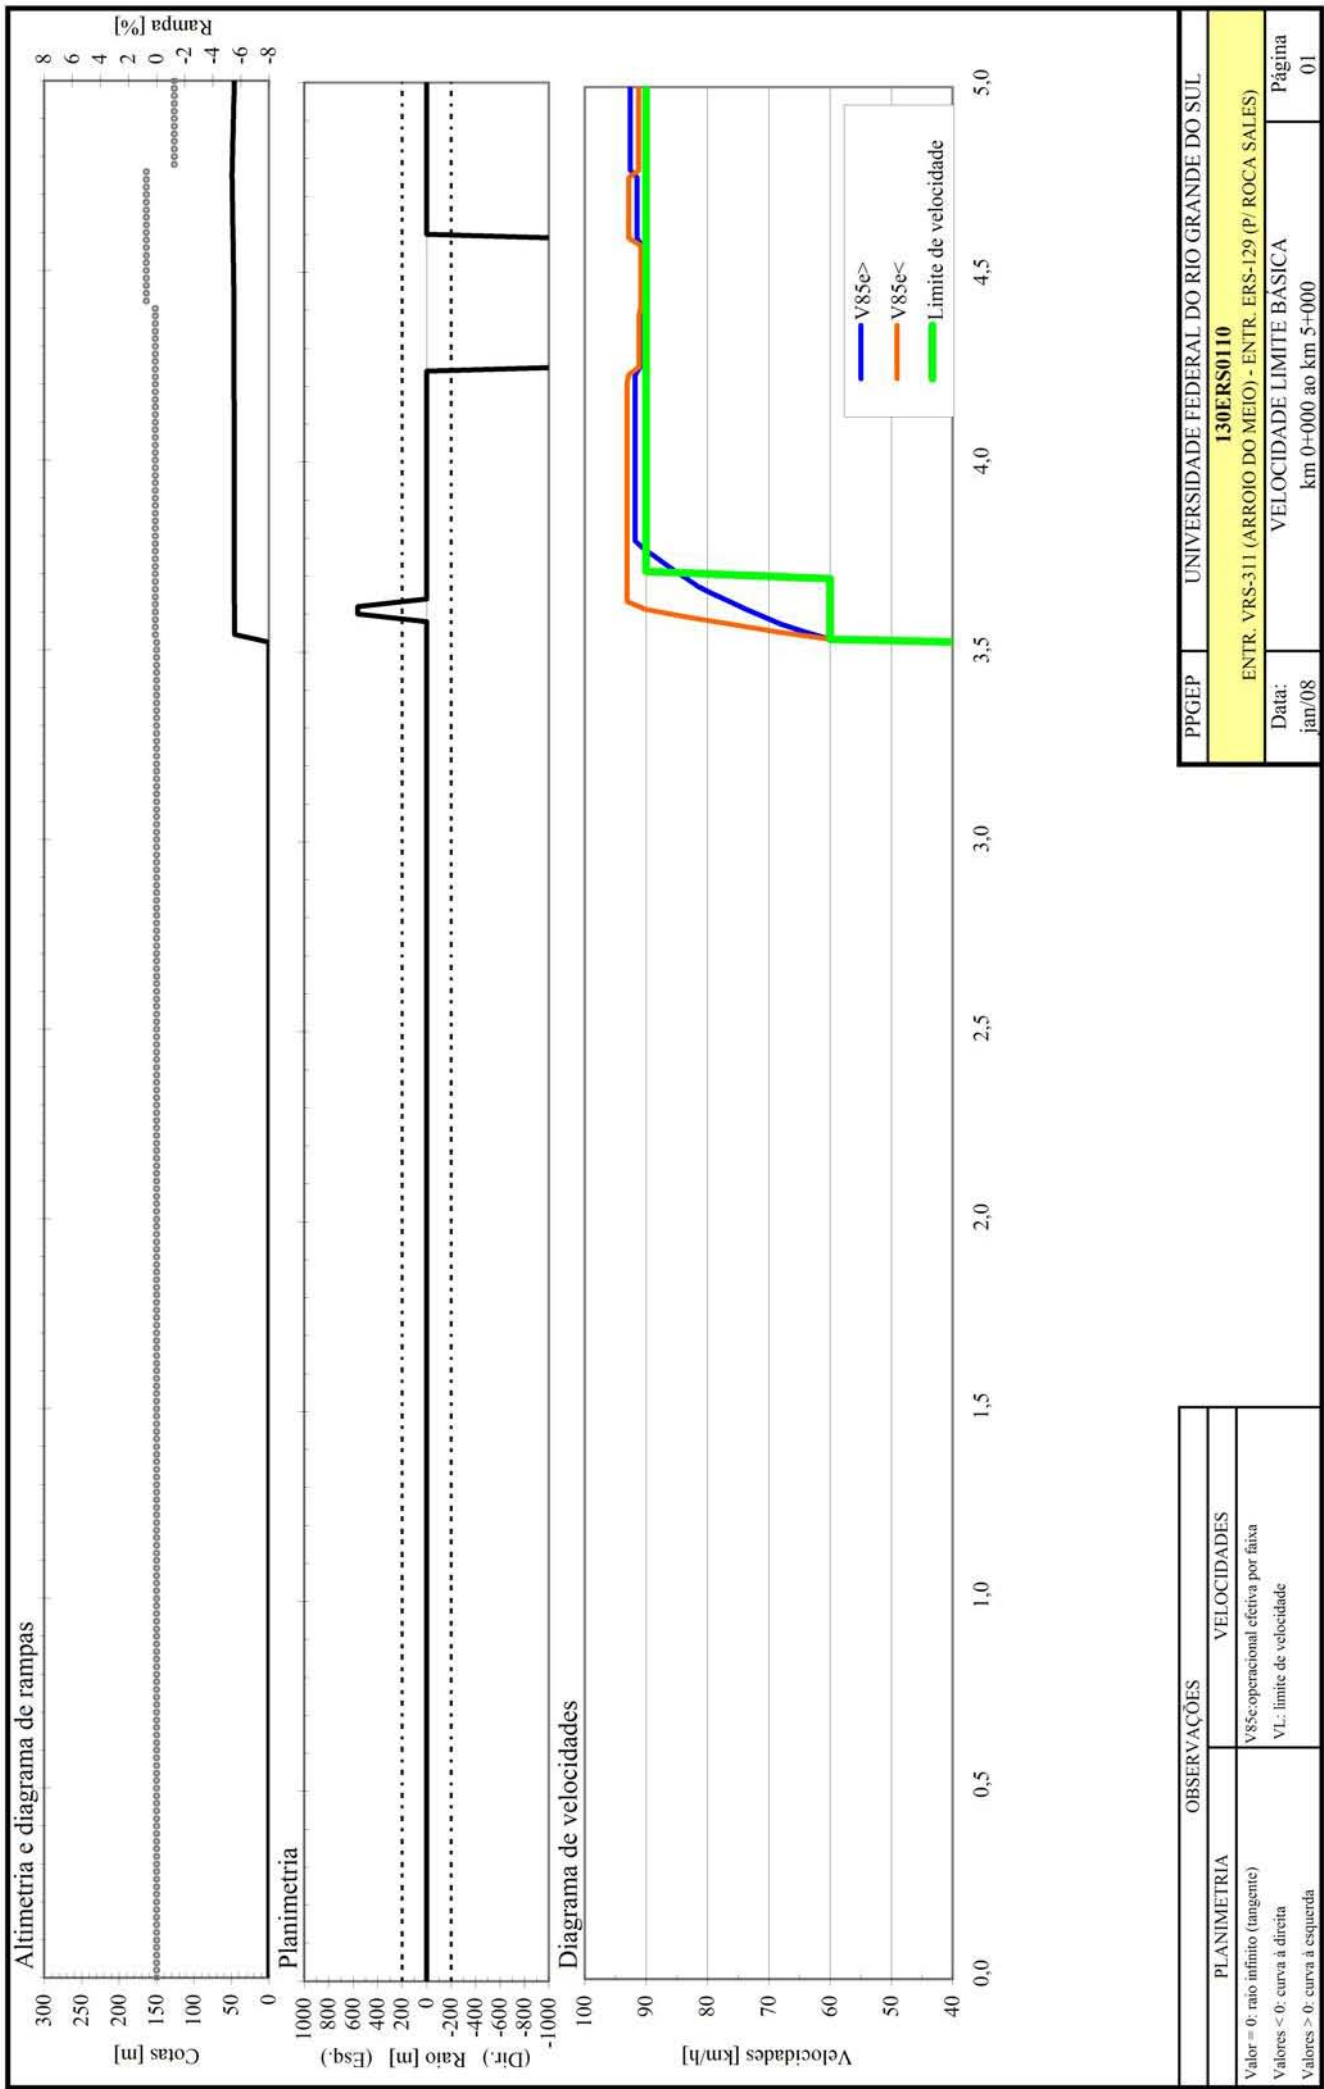 Altimetria e diagrama de rampas
Cotas [m]
300
250
200
150
100
50
0
Rampa [%]
8
6
4
2
0
-2
-4
-6
-8
Planimetria
(Dir.) Raio [m] (Esq.)
1000
800
600
400
200
0
-200
-400
-600
-800
-1000
Diagrama de velocidades
Velocidades [km/h]
100
90
80
70
60
50
40
0,0
0,5
1,0
1,5
2,0
2,5
3,0
3,5
4,0
4,5
5,0
V85e>
V85e<
Limite de velocidade
OBSERVAÇÕES
PLANIMETRIA
VELOCIDADES
Valor = 0: raio infinito (tangente)
Valores < 0: curva à direita
Valores > 0: curva à esquerda
V85e:operacional efetiva por faixa
VL: limite de velocidade
PPGEP
UNIVERSIDADE FEDERAL DO RIO GRANDE DO SUL
130ERS0110
ENTR. VRS-311 (ARROIO DO MEIO) - ENTR. ERS-129 (P/ ROCA SALES)
Data:
jan/08
VELOCIDADE LIMITE BÁSICA
km 0+000 ao km 5+000
Página
01